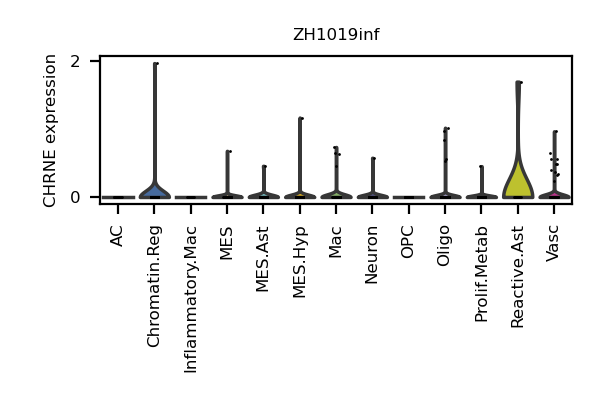 ZH1019inf
CHRNE expression
2
0
AC
Chromatin.Reg
Inflammatory.Mac
MES
MES.Ast
MES.Hyp
Mac
Neuron
OPC
Oligo
Prolif.Metab
Reactive.Ast
Vasc